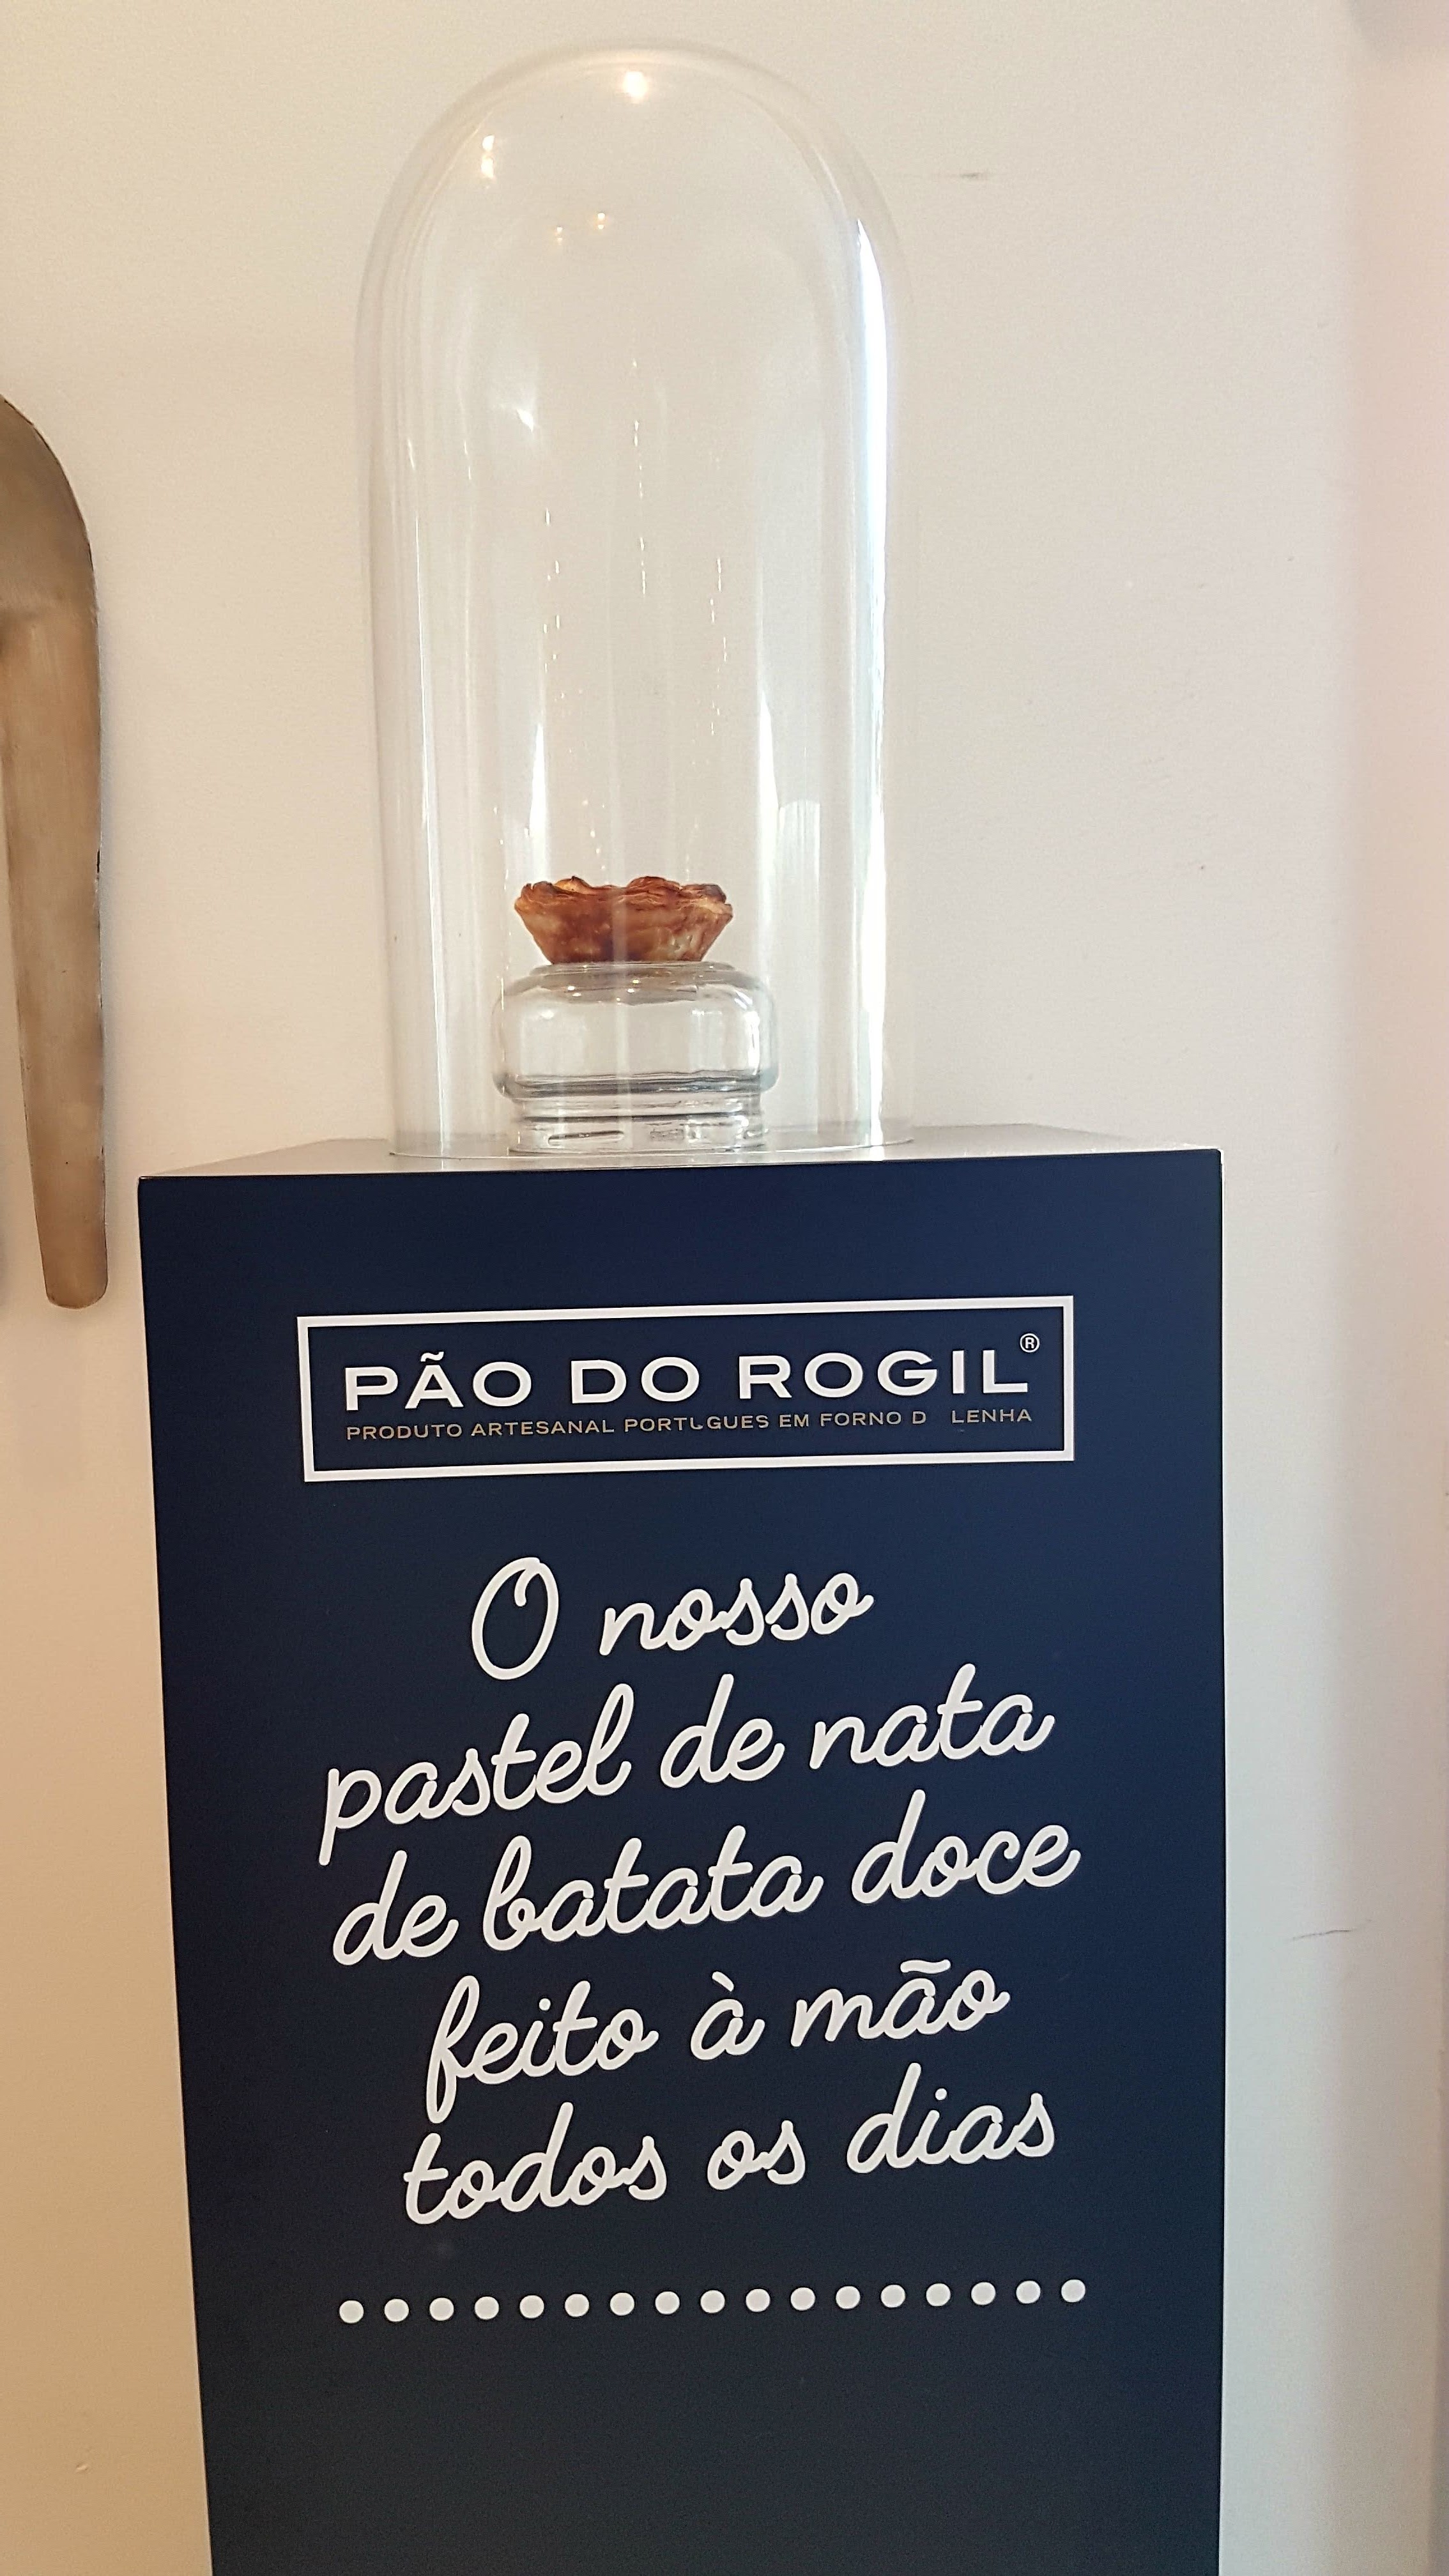 PÃO DO ROGIL®
PRODUTO ARTESANAL PORTUGUES EM FORNO D LENHA
O nosso
pastel de nata
de batata doce
feito à mão
todos os dias